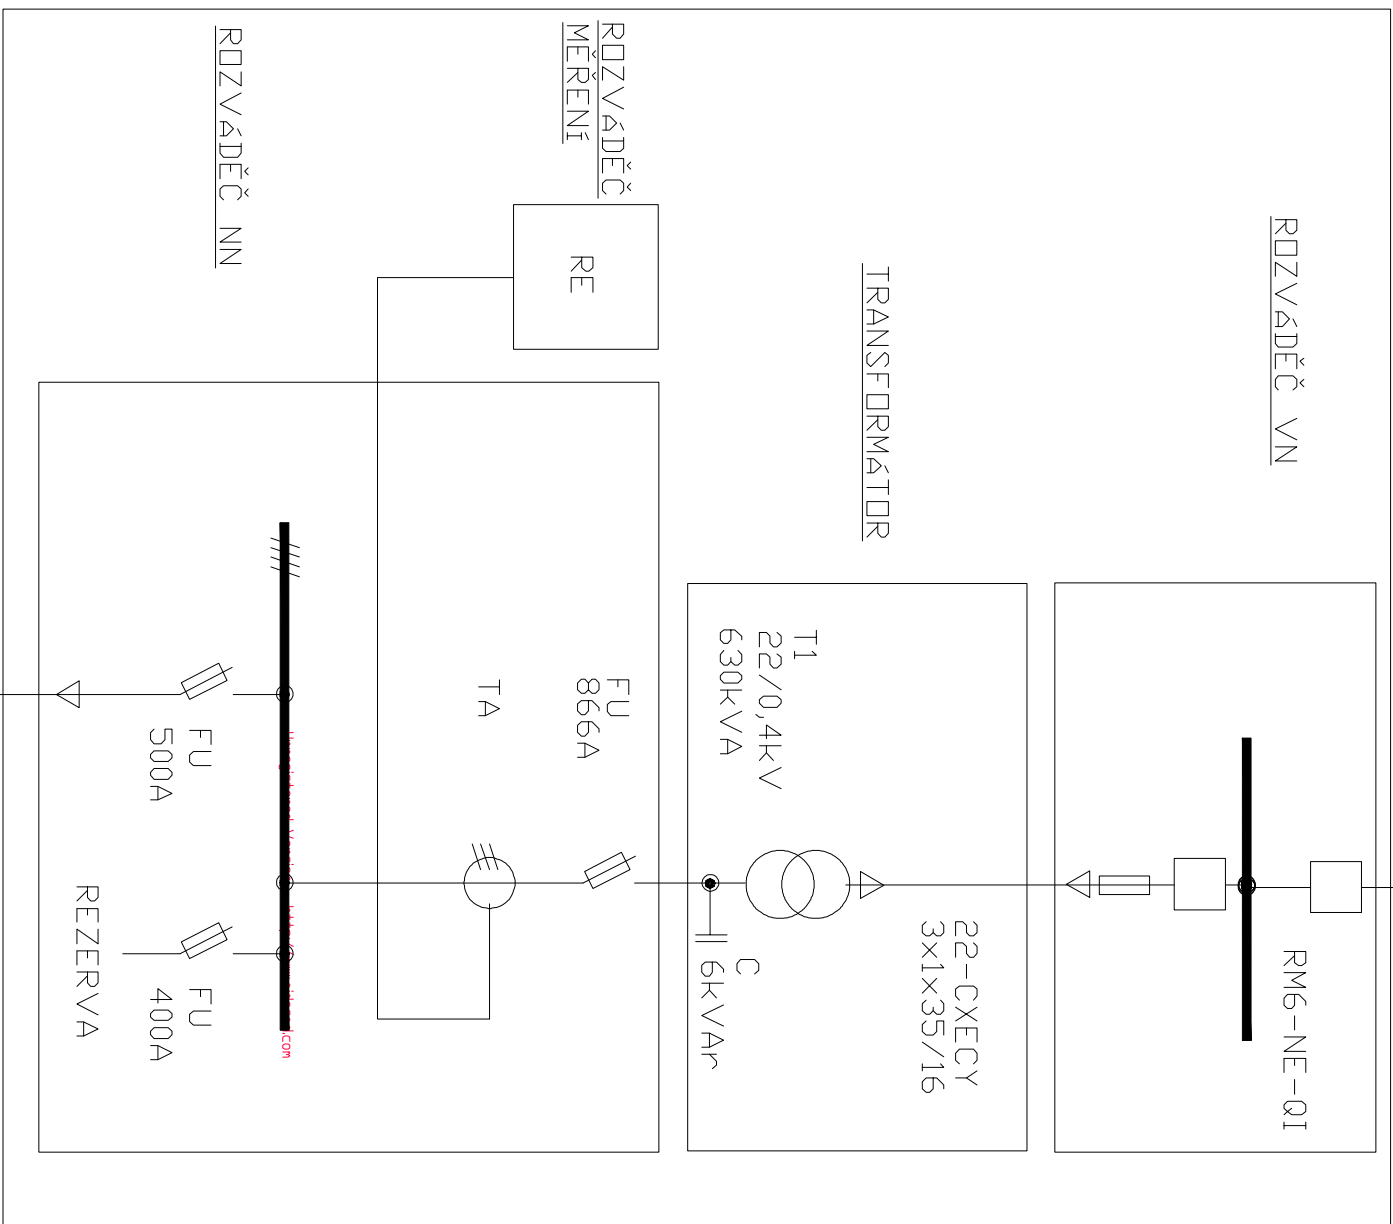 ROZVÁDĚČ VN
RM6-NE-QI
TRANSFORMÁTOR
22-CXECY
3x1x35/16
T1
22/0,4kV
630kVA
C
6kVAr
ROZVÁDĚČ
MĚŘENÍ
RE
FU
866A
TA
ROZVÁDĚČ NN
FU
500A
FU
400A
REZERVA
.com